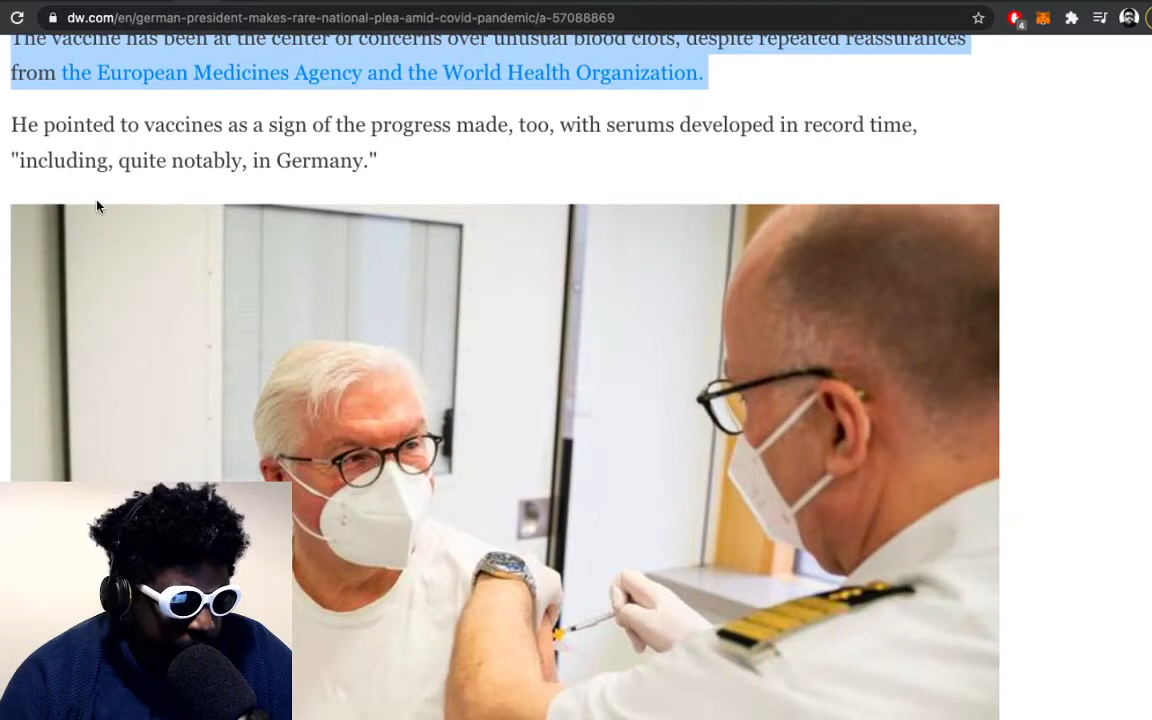 dw.com/en/german-president-makes-rare-national-plea-amid-covid-pandemic/a-57088869
4
The vaccine has been at the center of concerns over unusual blood clots, despite repeated reassurances
from the European Medicines Agency and the World Health Organization.
He pointed to vaccines as a sign of the progress made, too, with serums developed in record time,
"including, quite notably, in Germany."